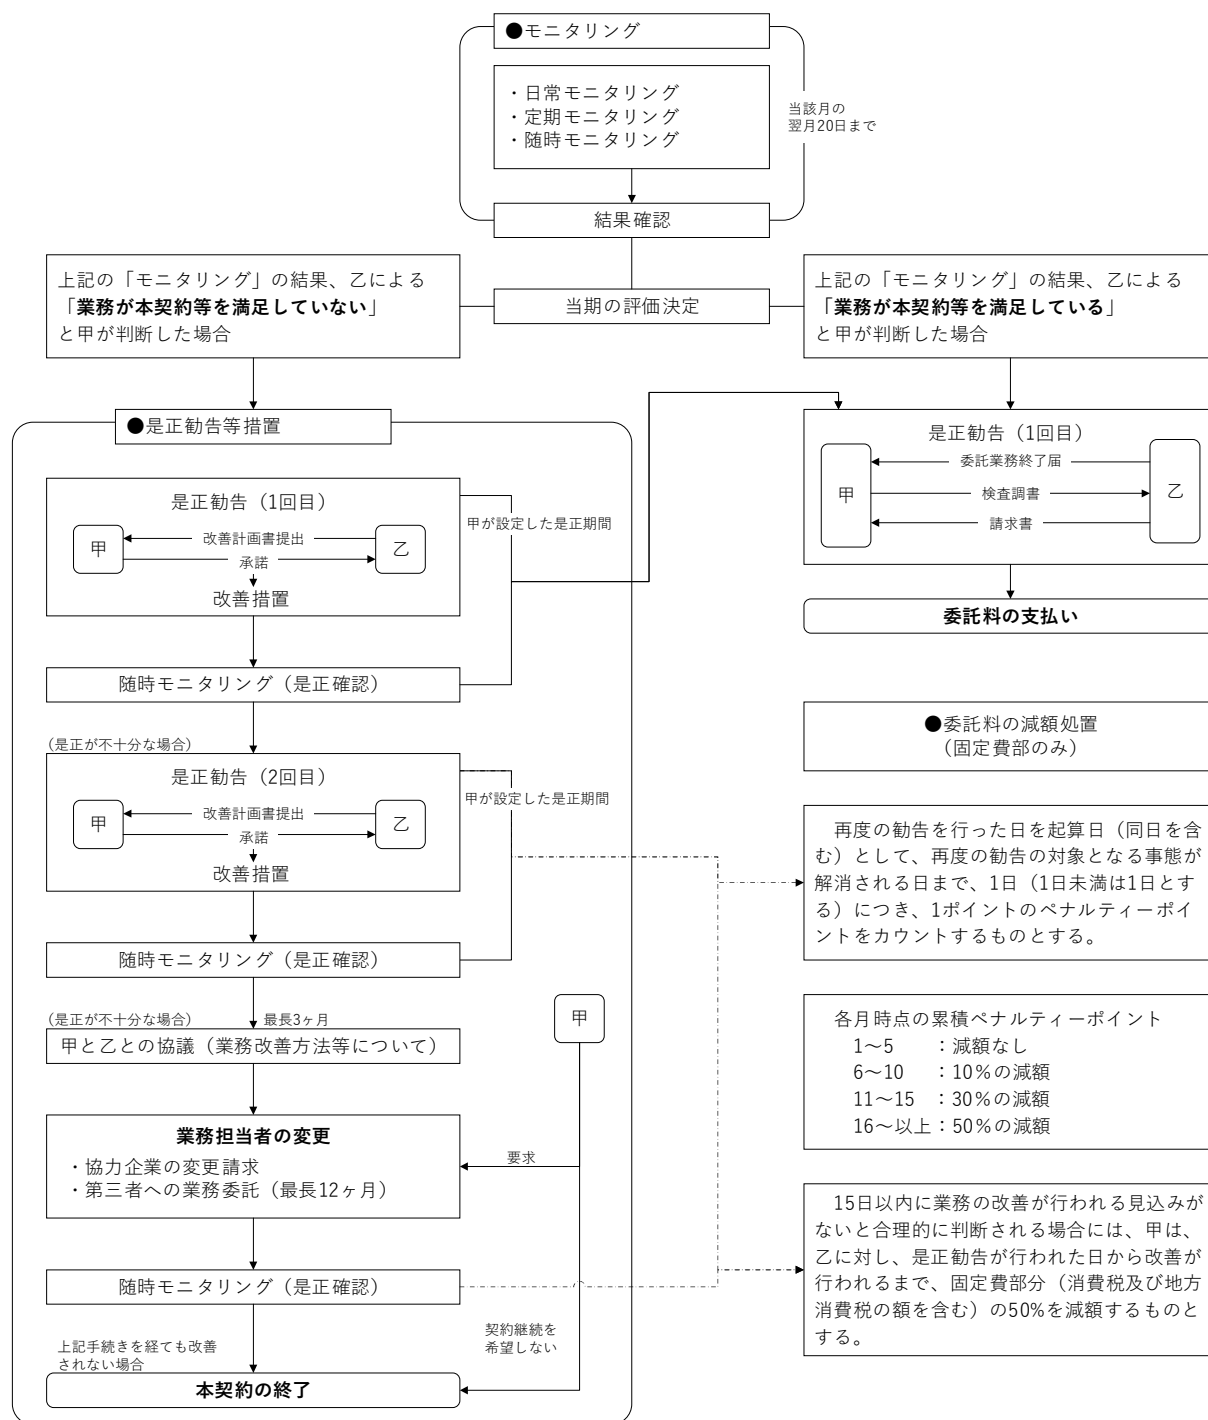 ●モニタリング
・日常モニタリング
・定期モニタリング
・随時モニタリング
当該月の
翌月20日まで
結果確認
当期の評価決定
上記の「モニタリング」の結果、乙による
「業務が本契約等を満足していない」
と甲が判断した場合
上記の「モニタリング」の結果、乙による
「業務が本契約等を満足している」
と甲が判断した場合
●是正勧告等措置
是正勧告（1回目）
甲
改善計画書提出
承諾
乙
改善措置
甲が設定した是正期間
随時モニタリング（是正確認）
（是正が不十分な場合）
是正勧告（2回目）
甲
改善計画書提出
承諾
乙
改善措置
甲が設定した是正期間
随時モニタリング（是正確認）
（是正が不十分な場合）
最長3ヶ月
甲と乙との協議（業務改善方法等について）
甲
業務担当者の変更
・協力企業の変更請求
・第三者への業務委託（最長12ヶ月）
要求
随時モニタリング（是正確認）
上記手続きを経ても改善
されない場合
契約継続を
希望しない
本契約の終了
是正勧告（1回目）
甲
委託業務終了届
検査調書
請求書
乙
委託料の支払い
●委託料の減額処置
（固定費部のみ）
再度の勧告を行った日を起算日（同日を含
む）として、再度の勧告の対象となる事態が
解消される日まで、1日（1日未満は1日とす
る）につき、1ポイントのペナルティーポイ
ントをカウントするものとする。
各月時点の累積ペナルティーポイント
1〜5　：減額なし
6〜10　：10%の減額
11〜15　：30%の減額
16〜以上：50%の減額
15日以内に業務の改善が行われる見込みが
ないと合理的に判断される場合には、甲は、
乙に対し、是正勧告が行われた日から改善が
行われるまで、固定費部分（消費税及び地方
消費税の額を含む）の50%を減額するものと
する。